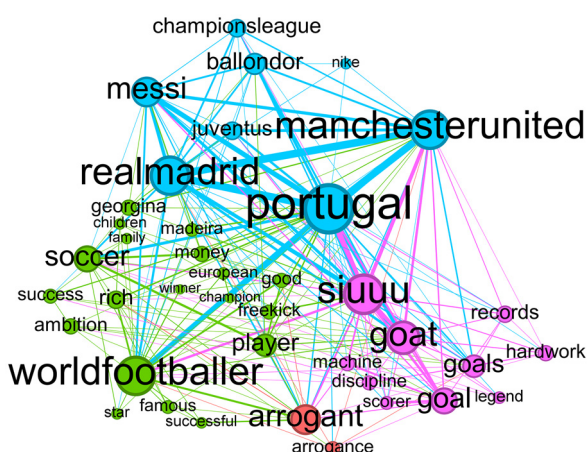 championsleague
ballondor
nike
messi
juventus
manchesterunited
realmadrid
portugal
georgina
children
madeira
family
soccer
money
european
good
siuuu
success
rich
winner
champion
freekick
records
ambition
player
goat
machine
goals
hardwork
worldfootballer
discipline
scorer
goal
legend
star
famous
successful
arrogant
arrogance